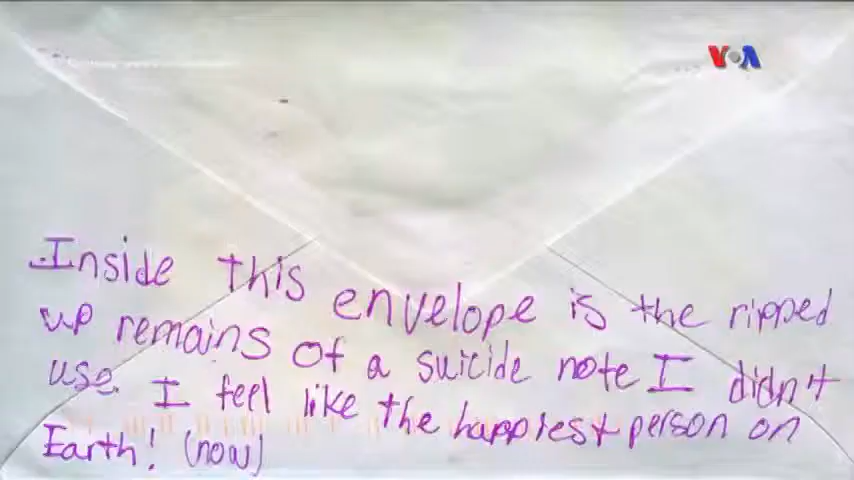 VOA
Inside this envelope is the ripped
up remains of a suicide note I didn't
use. I feel like the happiest person on
Earth! (now)